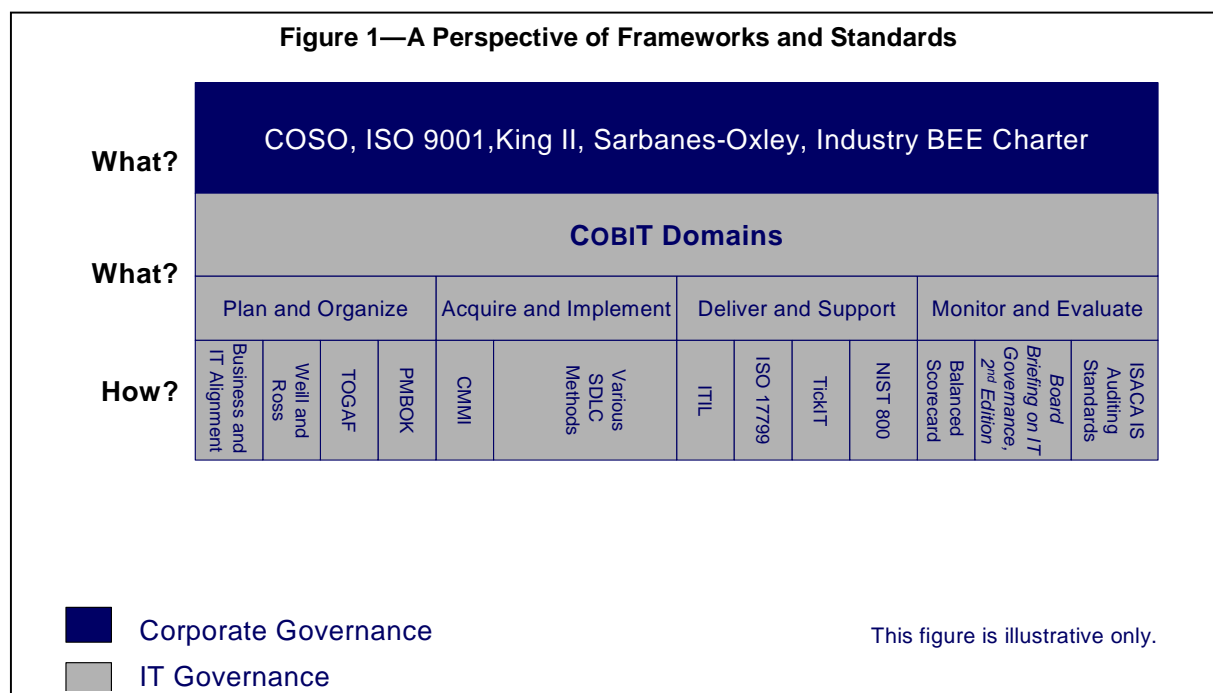 Figure 1—A Perspective of Frameworks and Standards
What?
COSO, ISO 9001,King II, Sarbanes-Oxley, Industry BEE Charter
What?
COBIT Domains
Plan and Organize
Acquire and Implement
Deliver and Support
Monitor and Evaluate
How?
Business and
IT Alignment
Weill and
Ross
TOGAF
PMBOK
CMMI
Various
SDLC
Methods
ITIL
ISO 17799
TickIT
NIST 800
Balanced
Scorecard
Board
Briefing on IT
Governance,
2nd Edition
ISACA IS
Auditing
Standards
Corporate Governance
This figure is illustrative only.
IT Governance